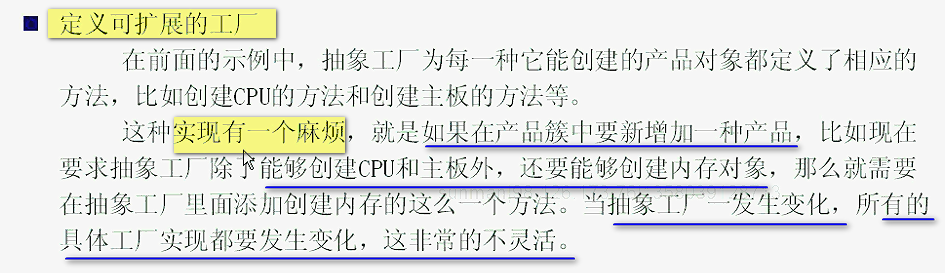 定义可扩展的工厂
在前面的示例中，抽象工厂为每一种它能创建的产品对象都定义了相应的
方法，比如创建CPU的方法和创建主板的方法等。
这种实现有一个麻烦，就是如果在产品簇中要新增加一种产品，比如现在
要求抽象工厂除了能够创建CPU和主板外，还要能够创建内存对象，那么就需要
在抽象工厂里面添加创建内存的这么一个方法。当抽象工厂一发生变化，所有的
具体工厂实现都要发生变化，这非常的不灵活。